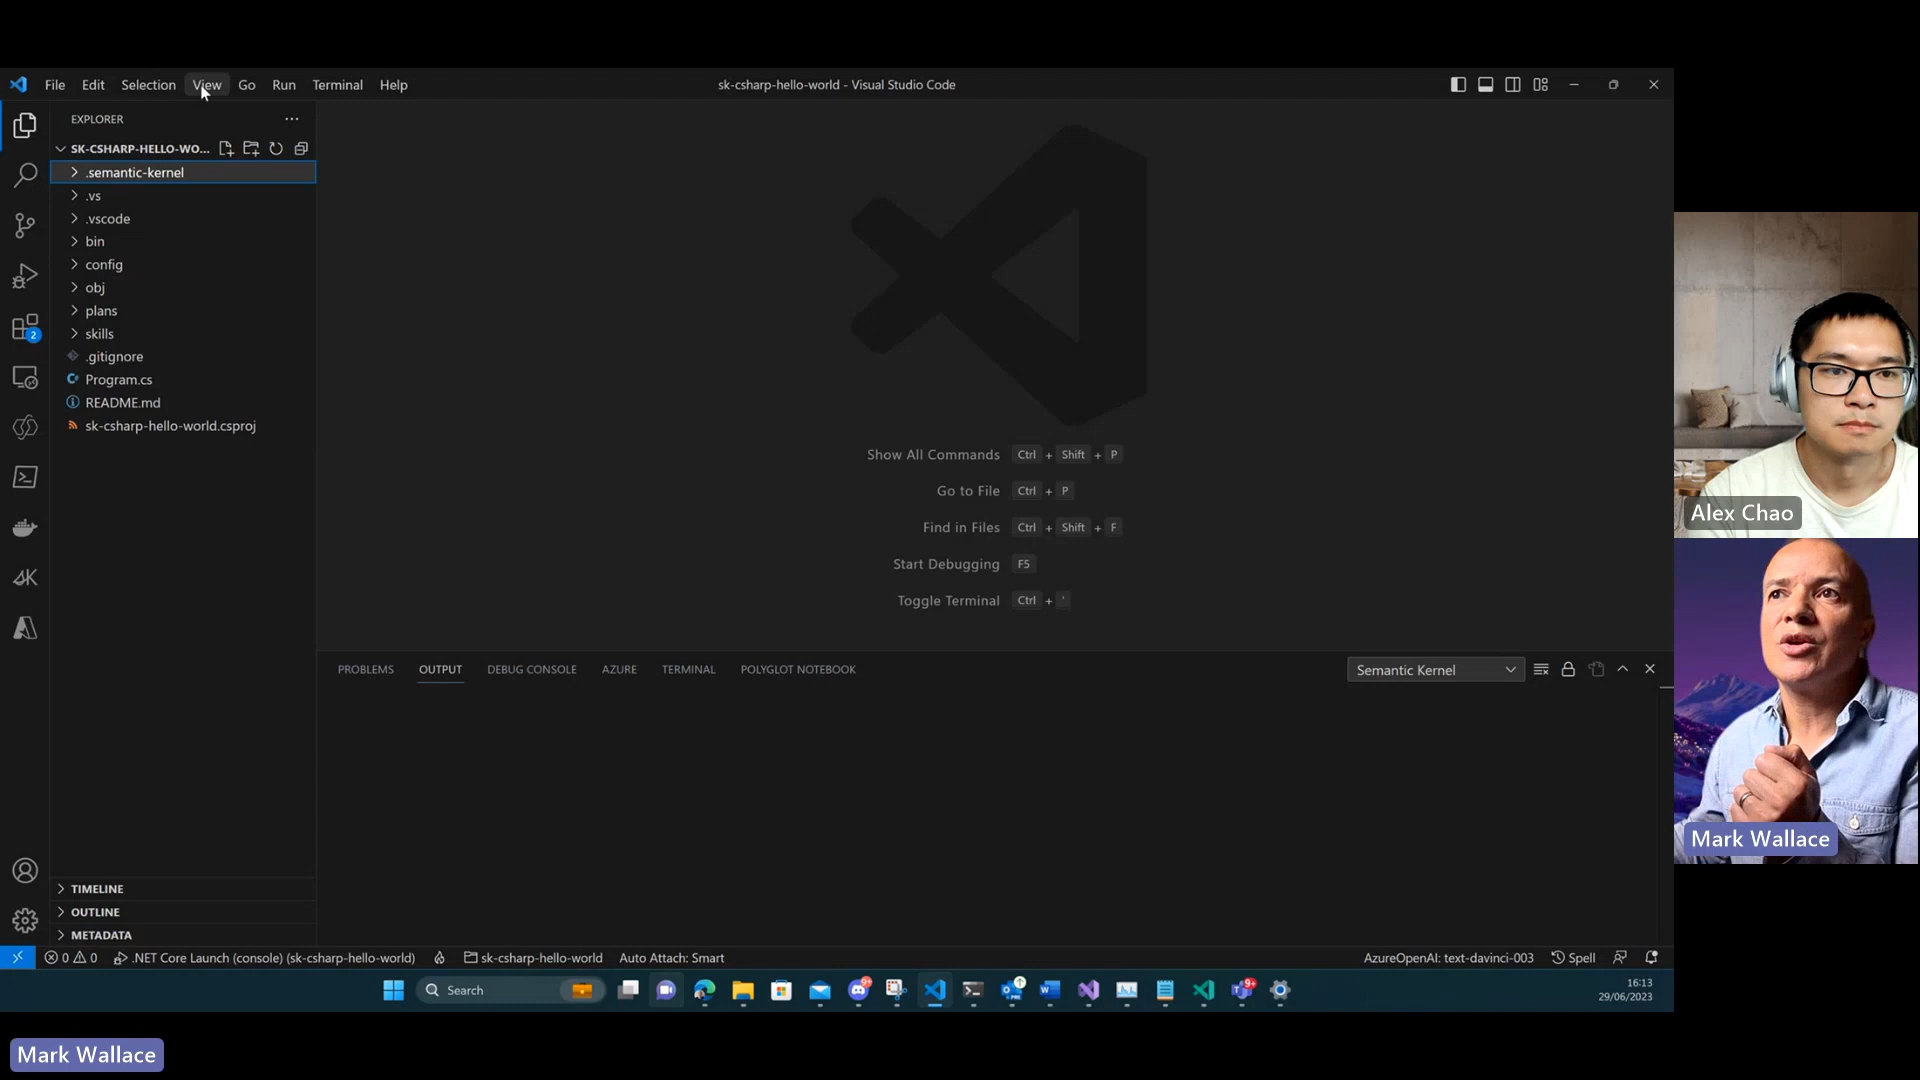 File Edit Selection View Go Run Terminal Help
sk-csharp-hello-world - Visual Studio Code
EXPLORER
SK-CSHARP-HELLO-WO...
.semantic-kernel
.vs
.vscode
bin
config
obj
plans
skills
.gitignore
Program.cs
README.md
sk-csharp-hello-world.csproj
2
Show All Commands Ctrl + Shift + P
Go to File Ctrl + P
Find in Files Ctrl + Shift + F
Start Debugging F5
Toggle Terminal Ctrl + '
PROBLEMS OUTPUT DEBUG CONSOLE AZURE TERMINAL POLYGLOT NOTEBOOK
Semantic Kernel
TIMELINE
OUTLINE
METADATA
0 0 .NET Core Launch (console) (sk-csharp-hello-world) sk-csharp-hello-world Auto Attach: Smart
AzureOpenAI: text-davinci-003 Spell
Search
16:13
29/06/2023
Alex Chao
Mark Wallace
Mark Wallace